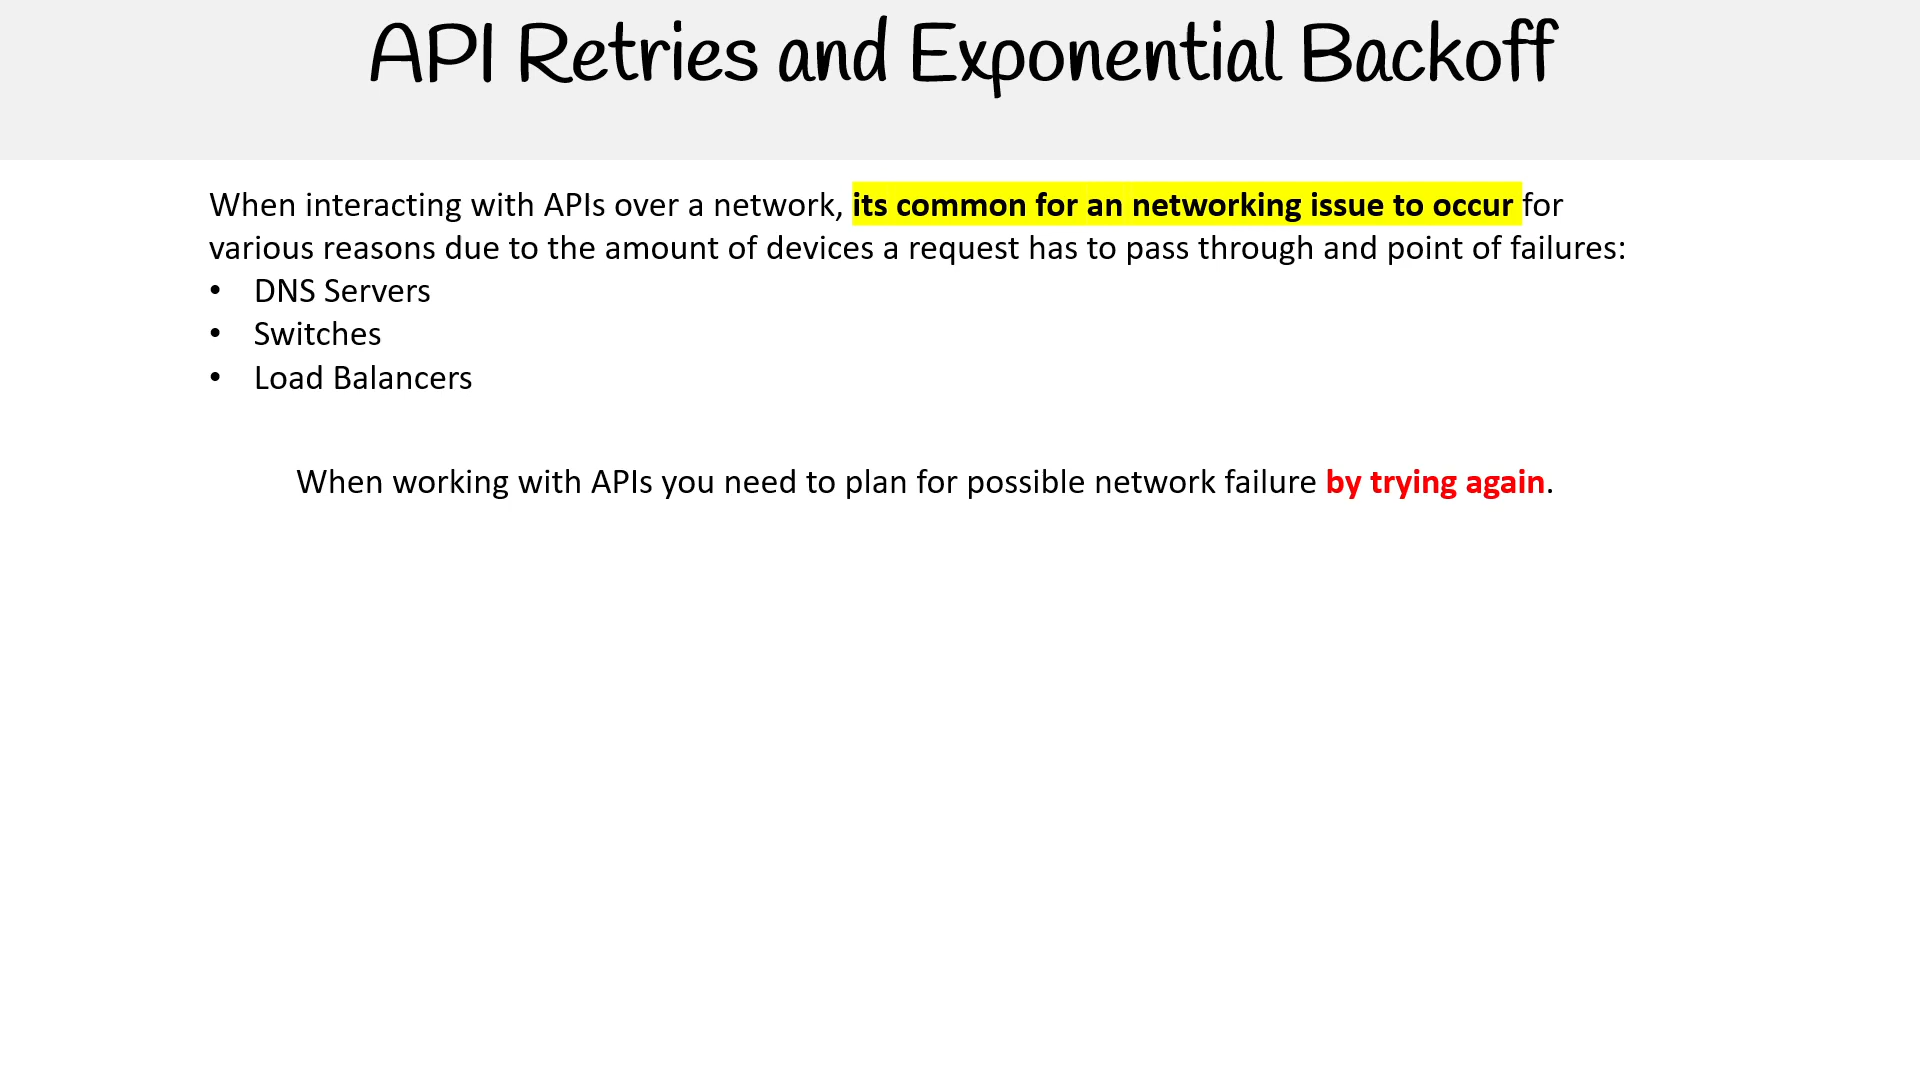 API Retries and Exponential Backoff
When interacting with APIs over a network, its common for an networking issue to occur for
various reasons due to the amount of devices a request has to pass through and point of failures:
• DNS Servers
• Switches
• Load Balancers
When working with APIs you need to plan for possible network failure by trying again.